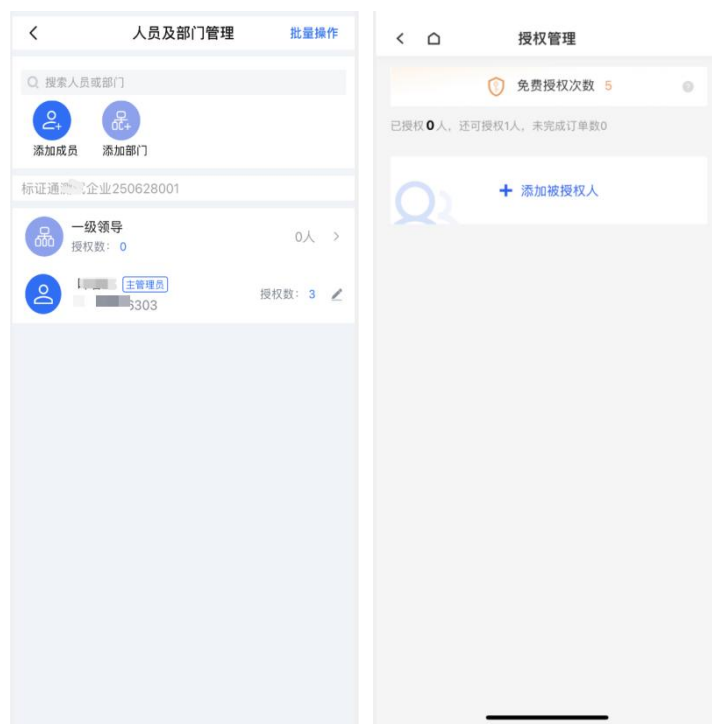 人员及部门管理
批量操作
搜索人员或部门
添加成员
添加部门
标证通
企业250628001
一级领导
授权数: 0
0人
主管理员
授权数: 3
6303
授权管理
免费授权次数 5
已授权0人, 还可授权1人, 未完成订单数0
添加被授权人